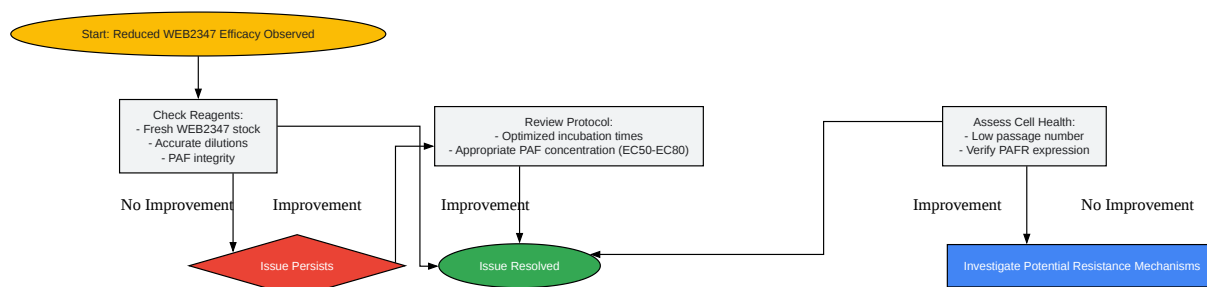 Start: Reduced WEB2347 Efficacy Observed
Check Reagents:
- Fresh WEB2347 stock
- Accurate dilutions
- PAF integrity
Review Protocol:
- Optimized incubation times
- Appropriate PAF concentration (EC50-EC80)
Assess Cell Health:
- Low passage number
- Verify PAFR expression
No Improvement
Improvement
Improvement
Improvement
No Improvement
Issue Persists
Issue Resolved
Investigate Potential Resistance Mechanisms